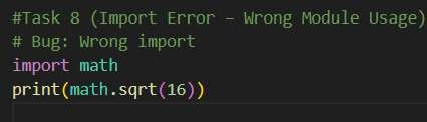 #Task 8 (Import Error – Wrong Module Usage)
# Bug: Wrong import
import math
print(math.sqrt(16))